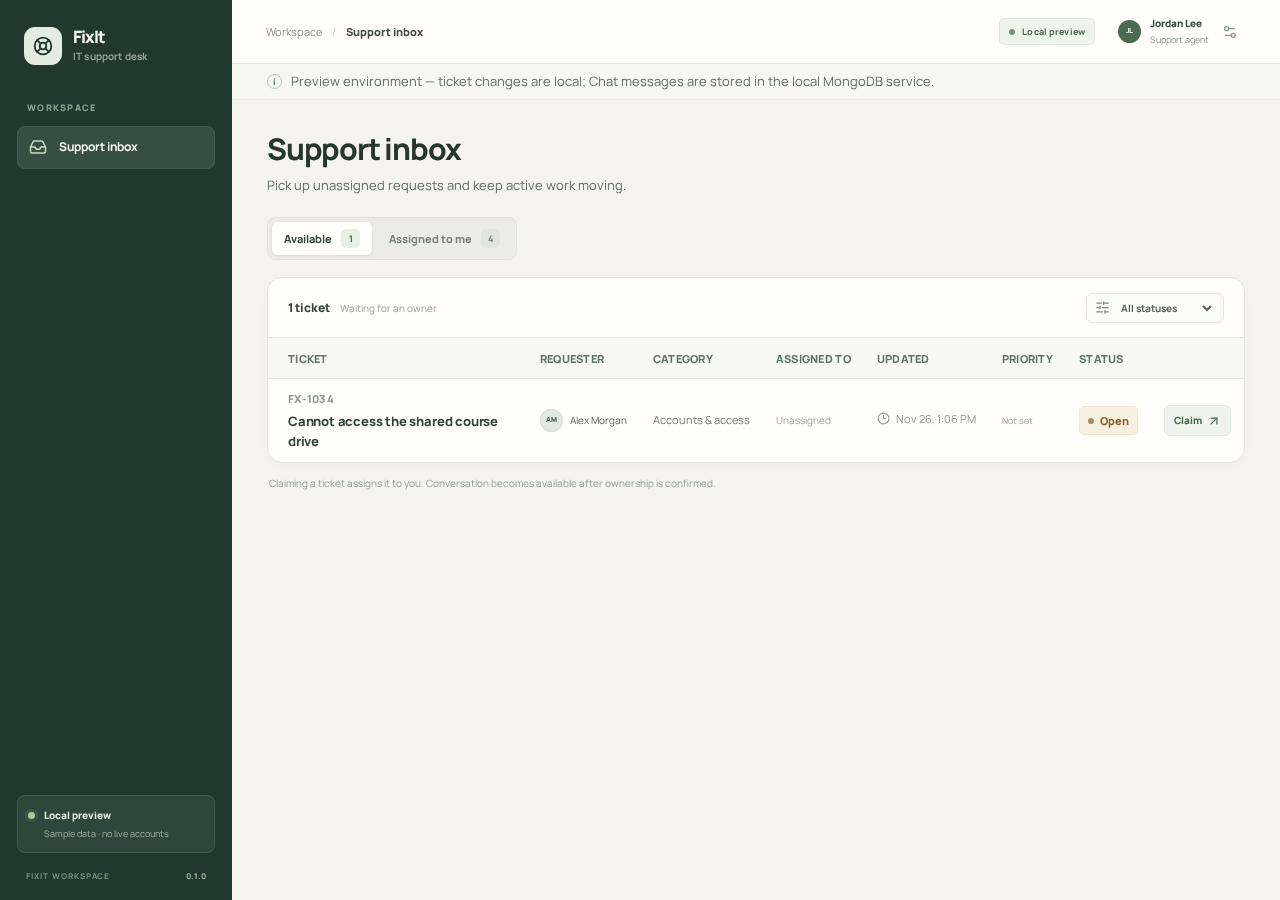 FixIt
IT support desk
WORKSPACE
Support inbox
Local preview
Sample data · no live accounts
FIXIT WORKSPACE 0.1.0
Workspace / Support inbox
Local preview
JL
Jordan Lee
Support agent
i Preview environment — ticket changes are local; Chat messages are stored in the local MongoDB service.
Support inbox
Pick up unassigned requests and keep active work moving.
Available 1 Assigned to me 4
1 ticket Waiting for an owner All statuses
TICKET REQUESTER CATEGORY ASSIGNED TO UPDATED PRIORITY STATUS
FX-1034
Cannot access the shared course
drive
AM Alex Morgan Accounts & access Unassigned Nov 26, 1:06 PM Not set Open Claim
Claiming a ticket assigns it to you. Conversation becomes available after ownership is confirmed.